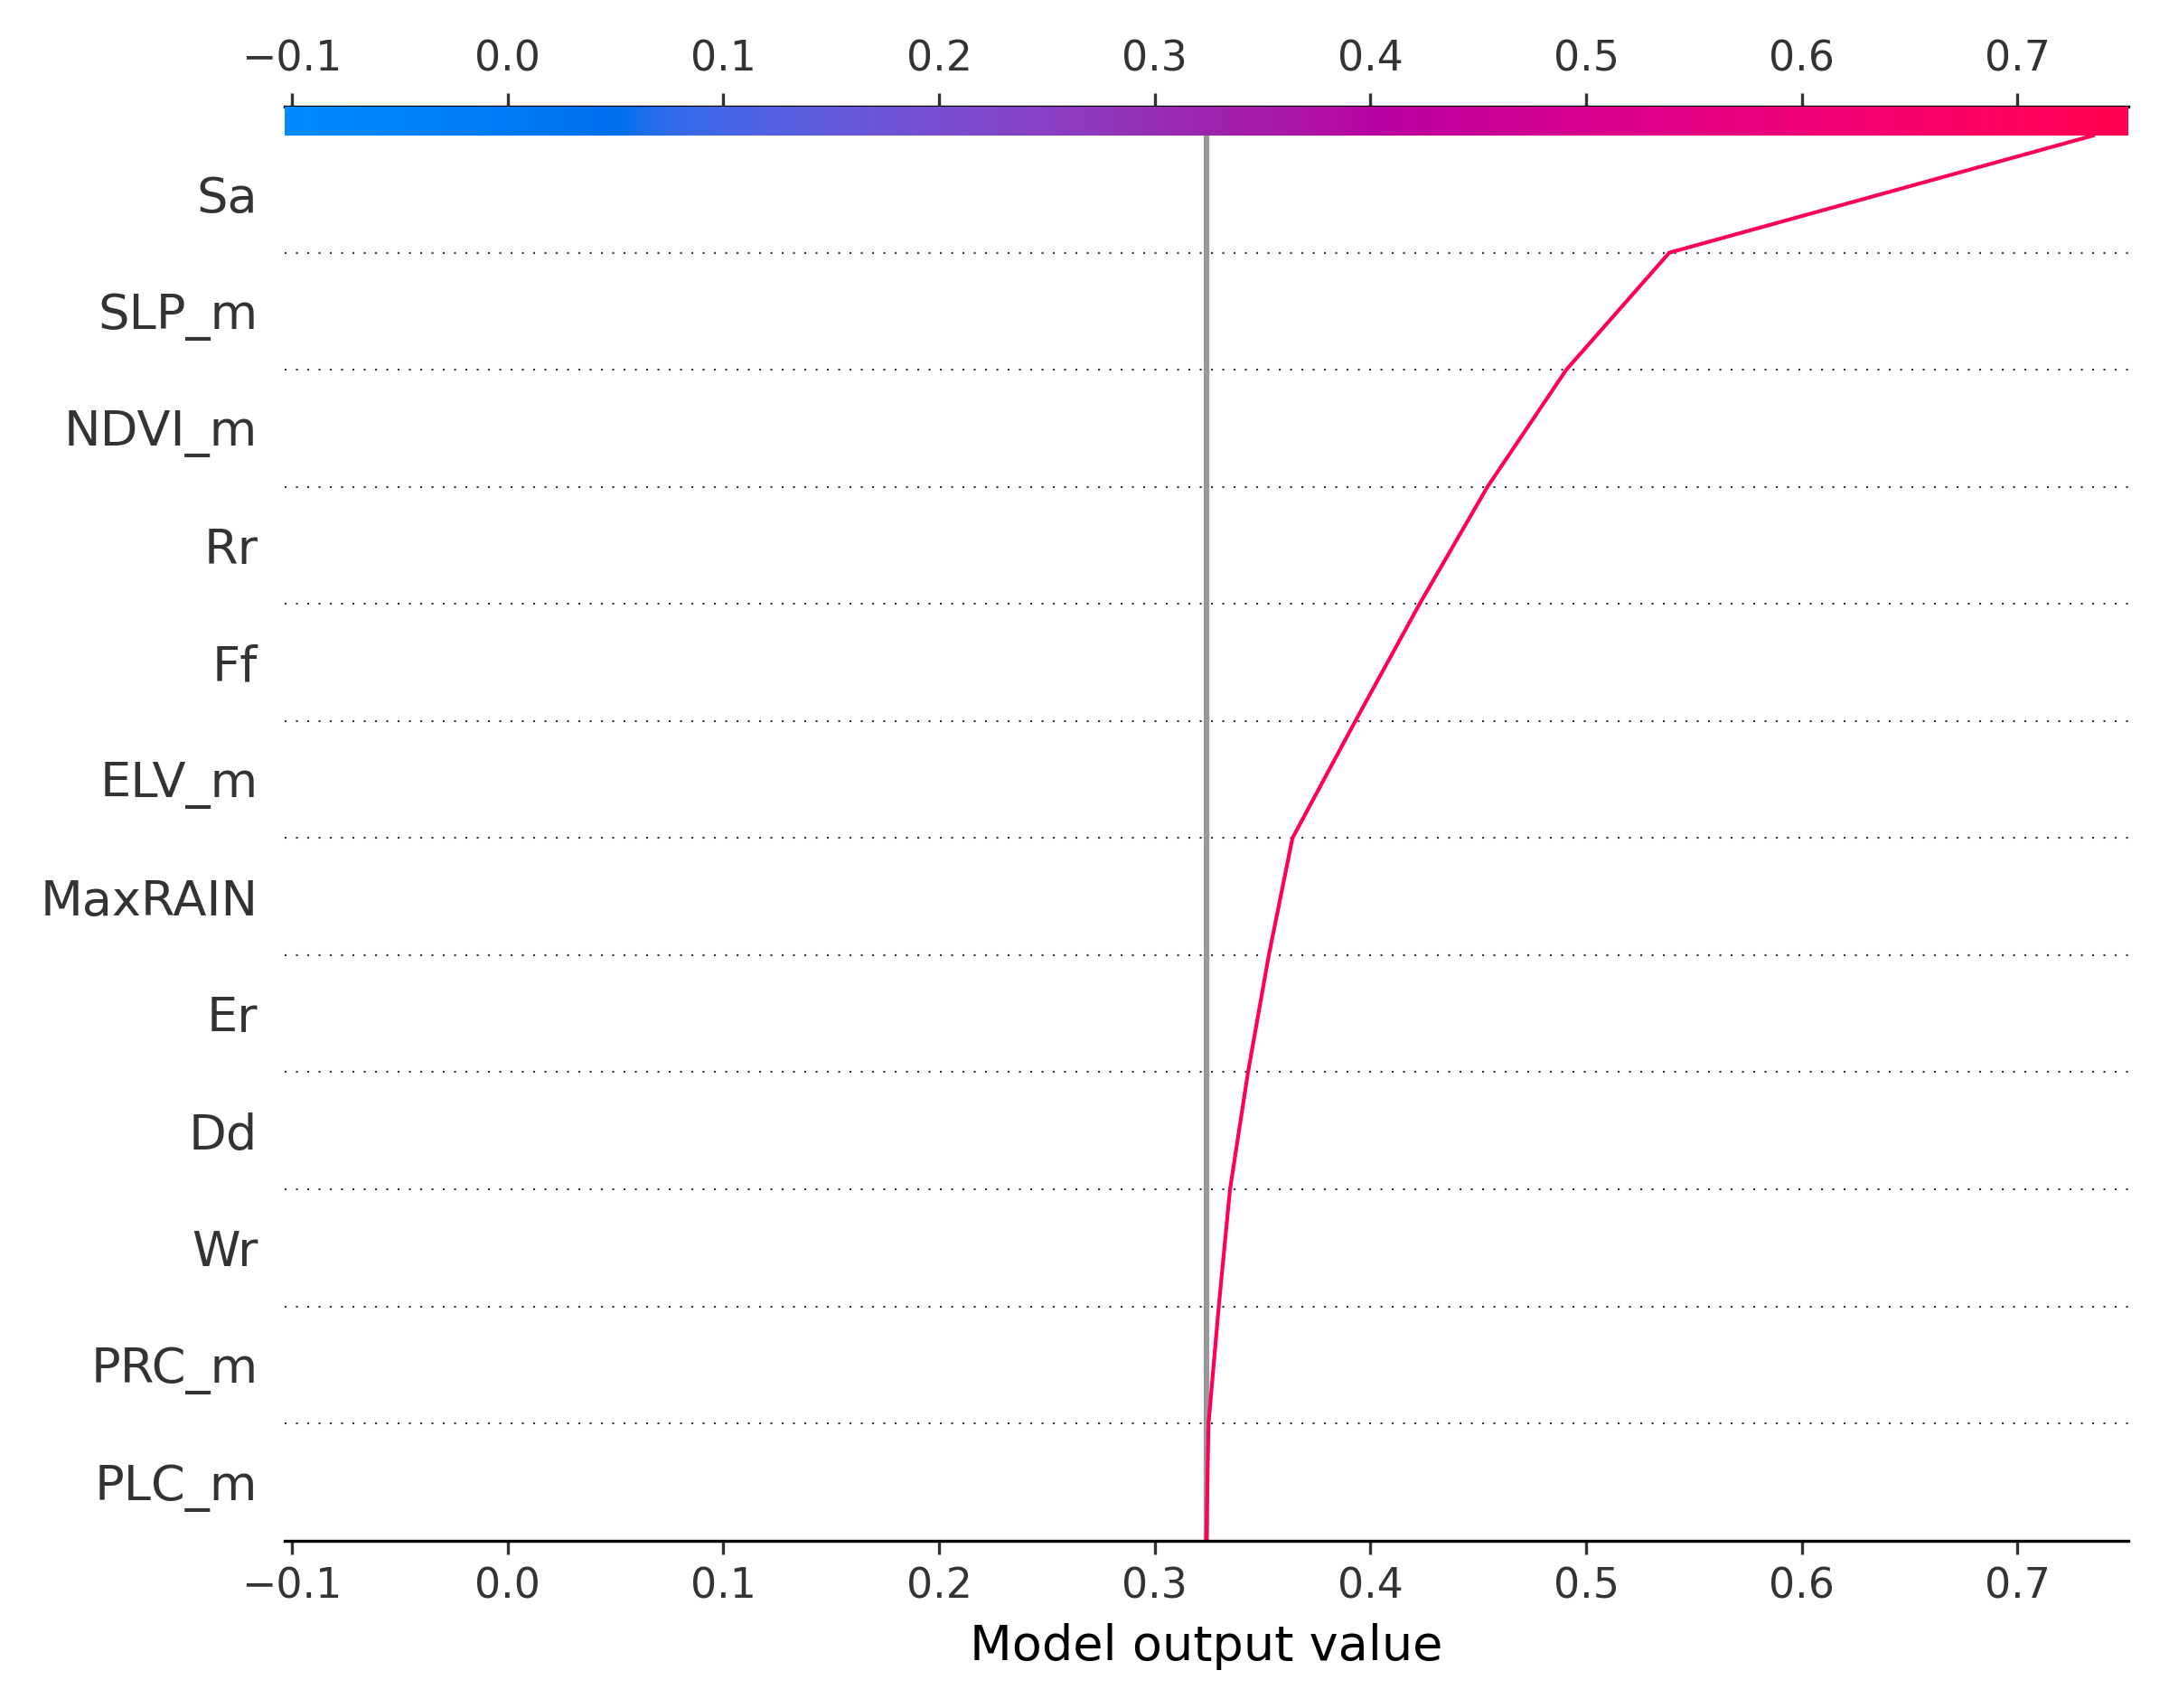 −0.1 0.0 0.1 0.2 0.3 0.4 0.5 0.6 0.7
Sa
SLP_m
NDVI_m
Rr
Ff
ELV_m
MaxRAIN
Er
Dd
Wr
PRC_m
PLC_m
−0.1 0.0 0.1 0.2 0.3 0.4 0.5 0.6 0.7
Model output value